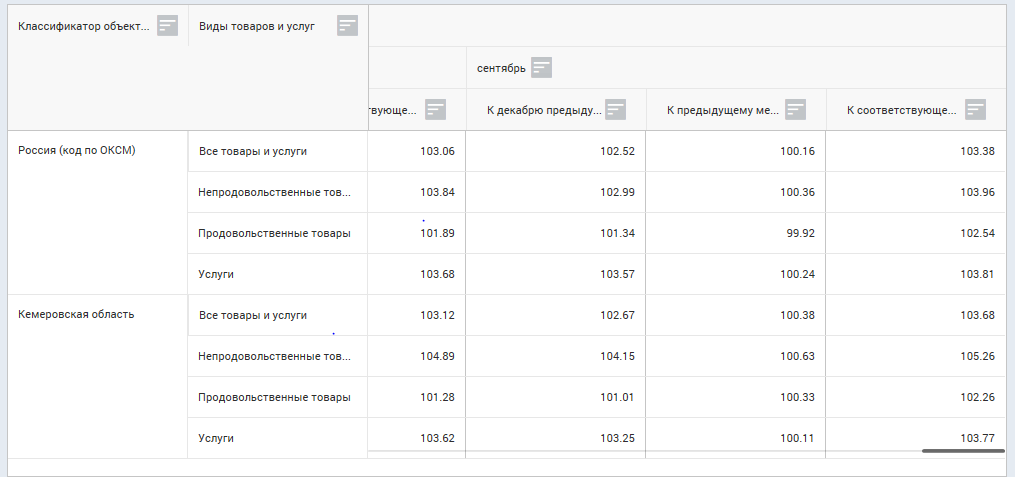 Классификатор объект... Виды товаров и услуг
сентябрь
твующе... К декабрю предыду... К предыдущему ме... К соответствующе...
Россия (код по ОКСМ) Все товары и услуги 103.06 102.52 100.16 103.38
Непродовольственные тов... 103.84 102.99 100.36 103.96
Продовольственные товары 101.89 101.34 99.92 102.54
Услуги 103.68 103.57 100.24 103.81
Кемеровская область Все товары и услуги 103.12 102.67 100.38 103.68
Непродовольственные тов... 104.89 104.15 100.63 105.26
Продовольственные товары 101.28 101.01 100.33 102.26
Услуги 103.62 103.25 100.11 103.77